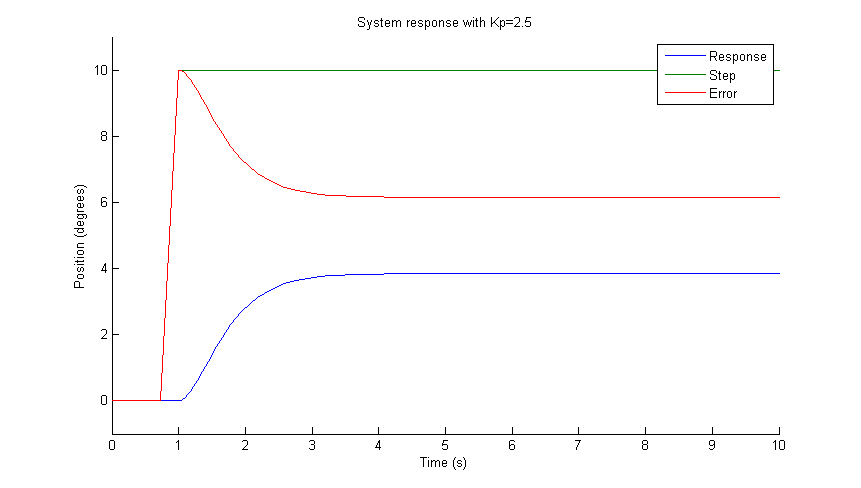 System response with Kp=2.5
Response
Step
Error
10
8
6
4
2
0
Position (degrees)
0 1 2 3 4 5 6 7 8 9 10
Time (s)